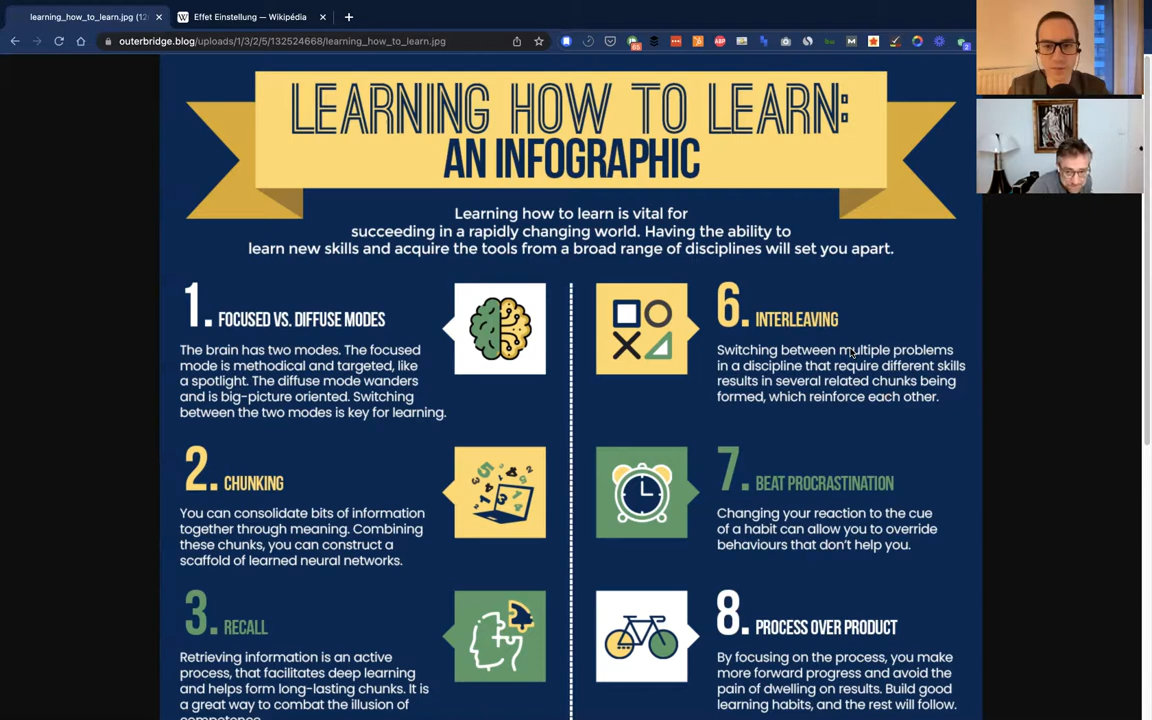 learning_how_to_learn.jpg (12
Effet Einstellung — Wikipédia
outerbridge.blog/uploads/1/3/2/5/132524668/learning_how_to_learn.jpg
LEARNING HOW TO LEARN:
AN INFOGRAPHIC
Learning how to learn is vital for
succeeding in a rapidly changing world. Having the ability to
learn new skills and acquire the tools from a broad range of disciplines will set you apart.
1. FOCUSED VS. DIFFUSE MODES
The brain has two modes. The focused
mode is methodical and targeted, like
a spotlight. The diffuse mode wanders
and is big-picture oriented. Switching
between the two modes is key for learning.
2. CHUNKING
You can consolidate bits of information
together through meaning. Combining
these chunks, you can construct a
scaffold of learned neural networks.
3. RECALL
Retrieving information is an active
process, that facilitates deep learning
and helps form long-lasting chunks. It is
a great way to combat the illusion of
competence.
6. INTERLEAVING
Switching between multiple problems
in a discipline that require different skills
results in several related chunks being
formed, which reinforce each other.
7. BEAT PROCRASTINATION
Changing your reaction to the cue
of a habit can allow you to override
behaviours that don't help you.
8. PROCESS OVER PRODUCT
By focusing on the process, you make
more forward progress and avoid the
pain of dwelling on results. Build good
learning habits, and the rest will follow.